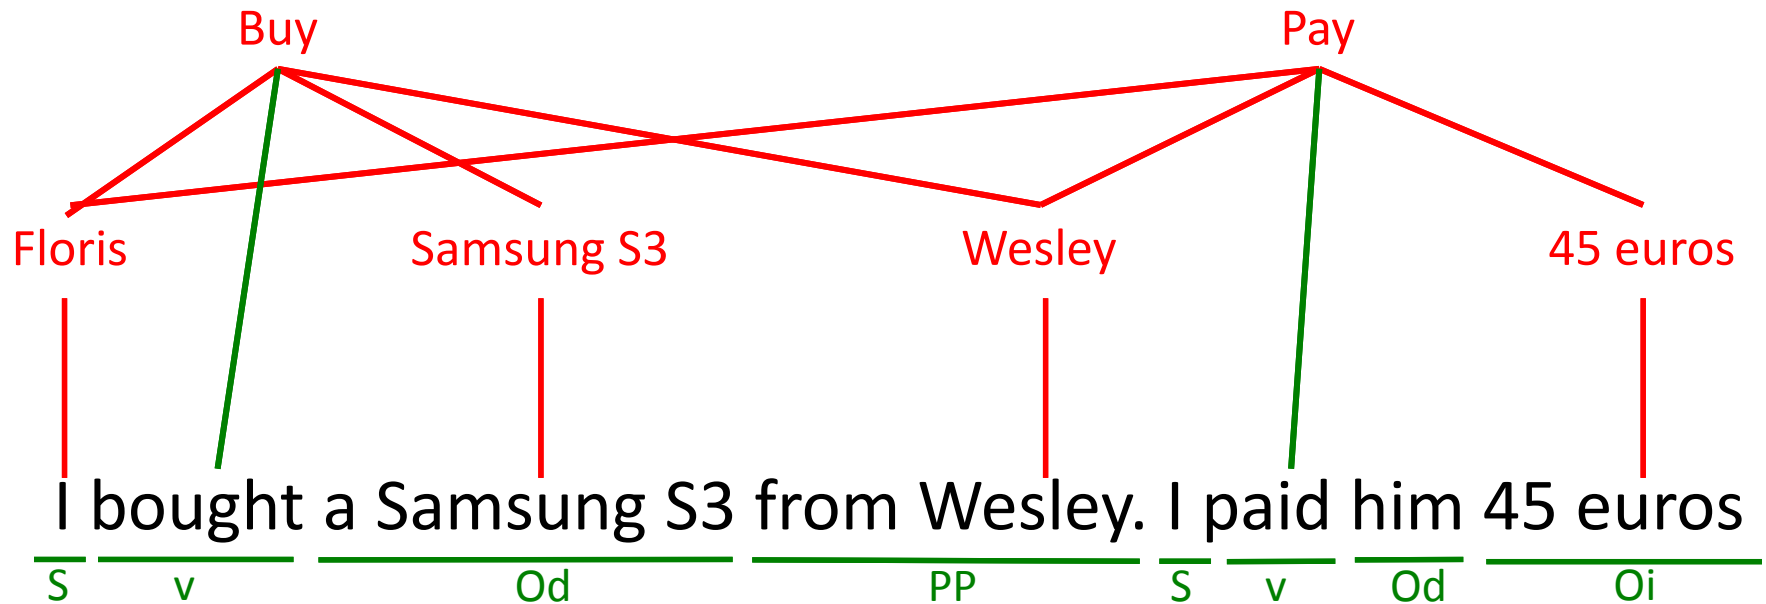 Buy Pay
Floris Samsung S3 Wesley 45 euros
I bought a Samsung S3 from Wesley. I paid him 45 euros
S v Od PP S v Od Oi